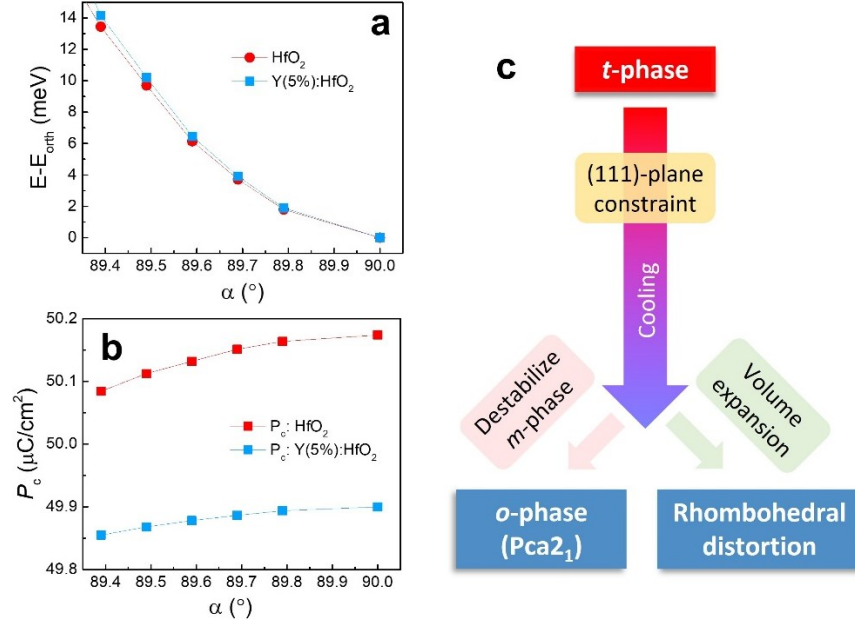 a
HfO₂
Y(5%):HfO₂
E-E_orth (meV)
14
12
10
8
6
4
2
0
89.4 89.5 89.6 89.7 89.8 89.9 90.0
α (°)
b
P_c: HfO₂
P_c: Y(5%):HfO₂
P_c (μC/cm²)
50.2
50.1
50.0
49.9
49.8
89.4 89.5 89.6 89.7 89.8 89.9 90.0
α (°)
c
t-phase
(111)-plane
constraint
Cooling
Destabilize
m-phase
Volume
expansion
o-phase
(Pca2₁)
Rhombohedral
distortion